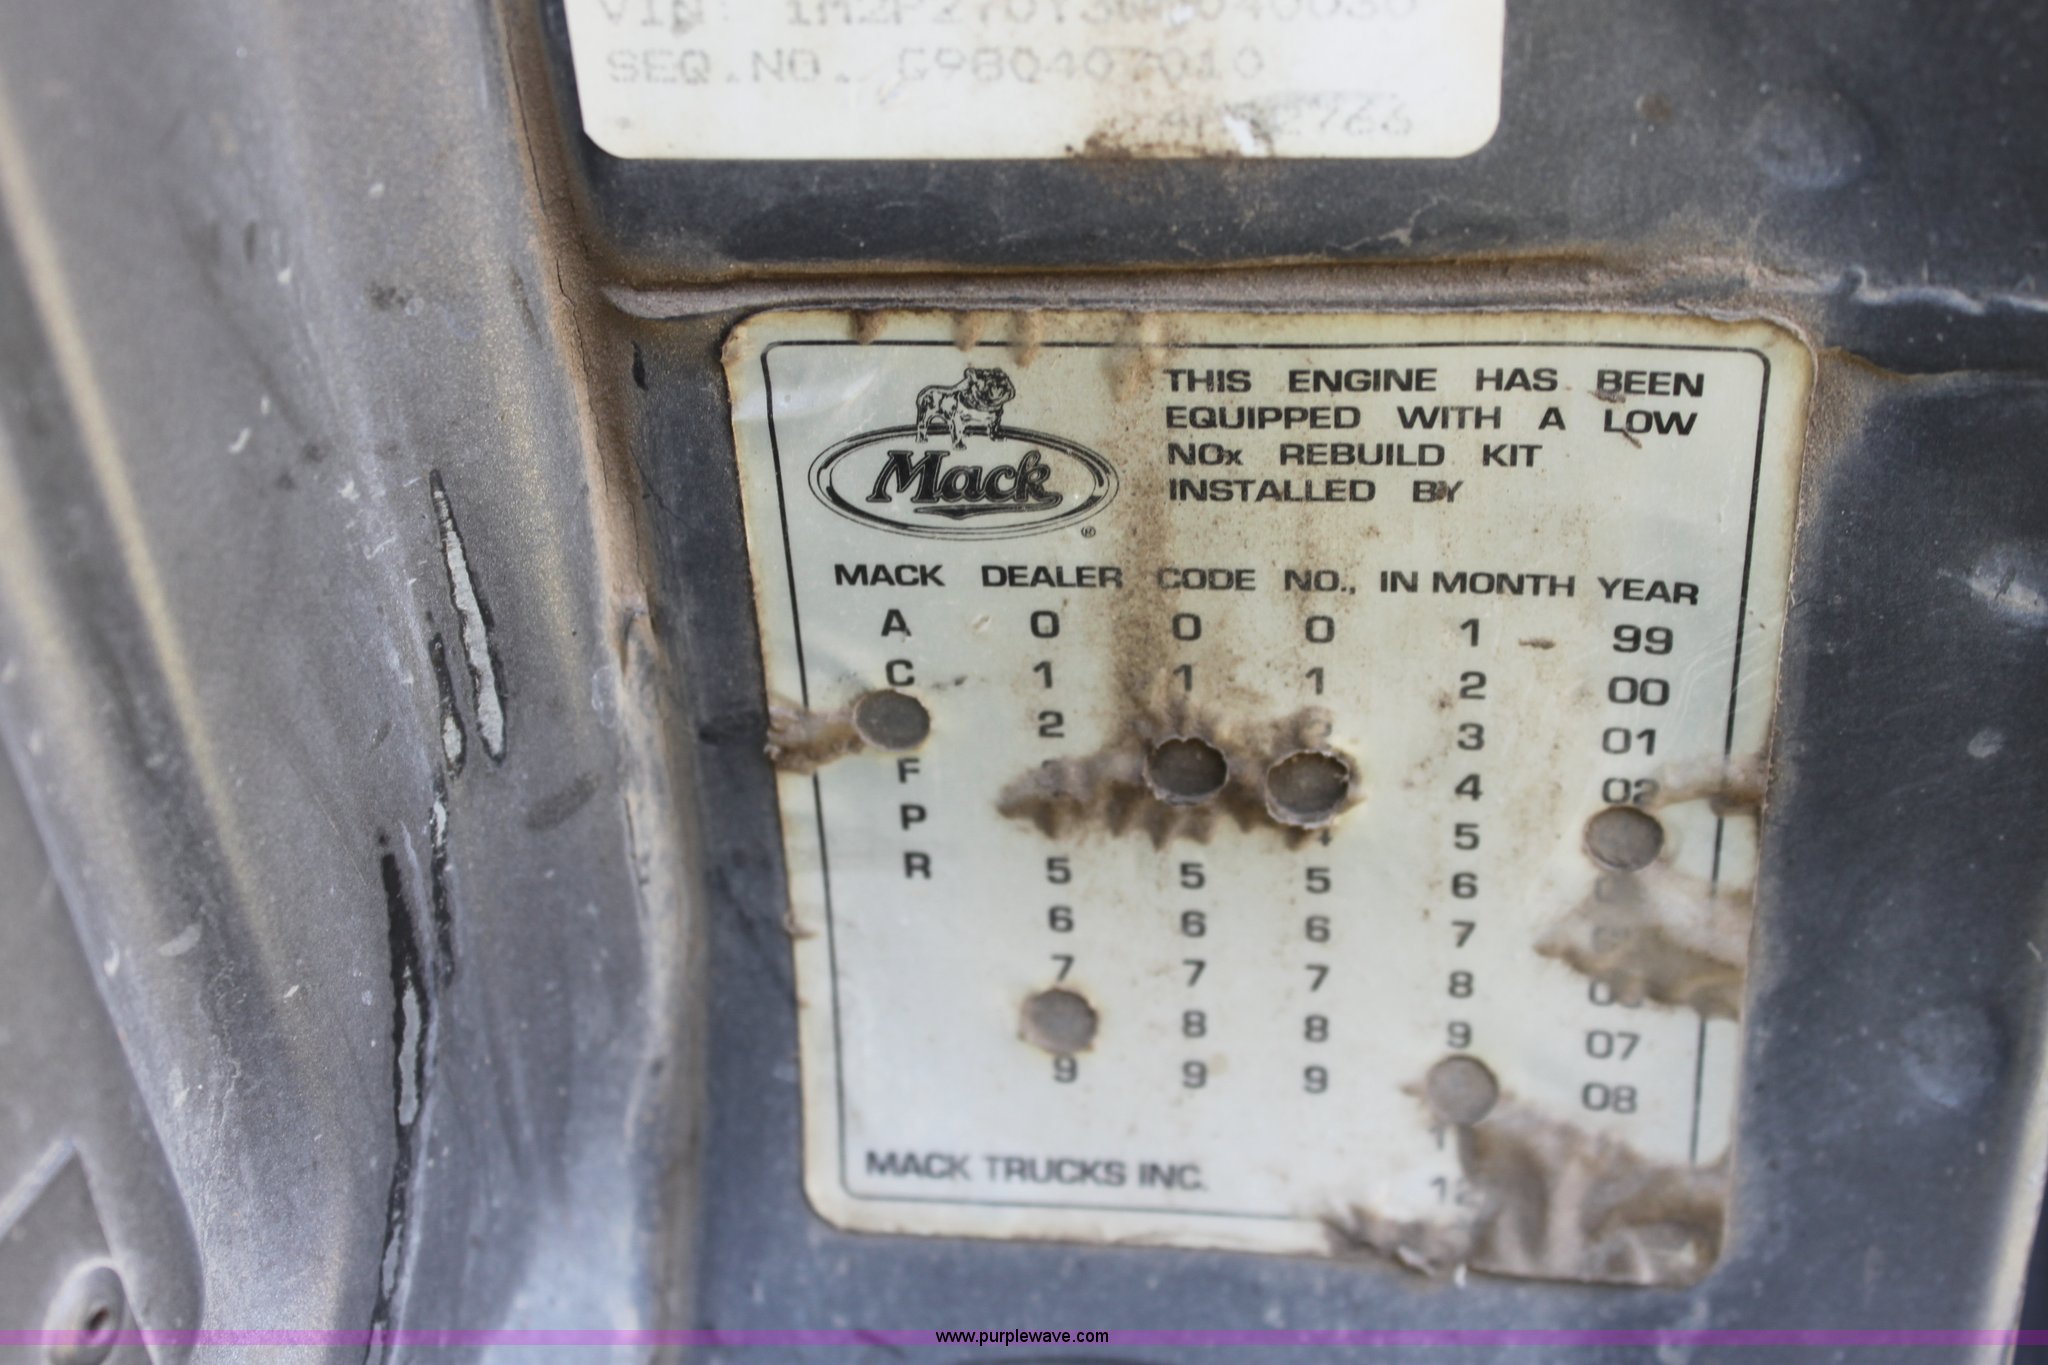 SEQ.NO. G980407010
Mack
®
THIS ENGINE HAS BEEN
EQUIPPED WITH A LOW
NOx REBUILD KIT
INSTALLED BY
MACK DEALER CODE NO., IN MONTH YEAR
A 0 0 0 1 99
C 1 1 1 2 00
2 3 01
F 4 02
P 5
R 5 5 5 6
6 6 6 7
7 7 7 8
8 8 9 07
9 9 9 08
MACK TRUCKS INC.
12
www.purplewave.com